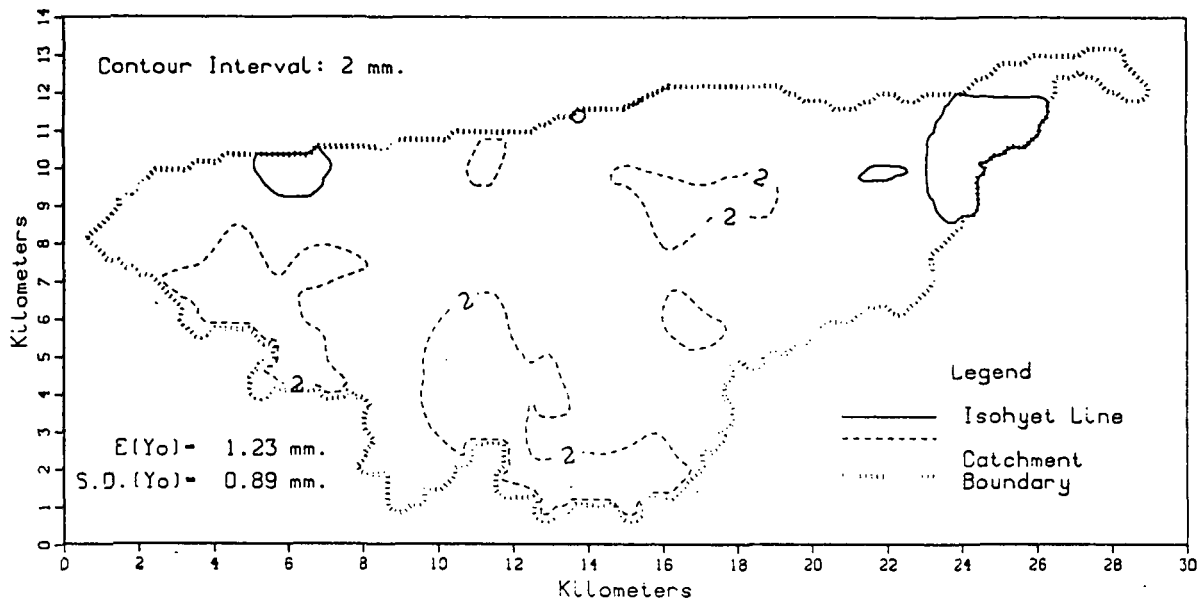 Contour Interval: 2 mm.
2
2
2
2
2
E(Yo)= 1.23 mm.
S.D.(Yo)= 0.89 mm.
Legend
Isohyet Line
Catchment
Boundary
Kilometers
14
13
12
11
10
9
8
7
6
5
4
3
2
1
0
0 2 4 6 8 10 12 14 16 18 20 22 24 26 28 30
Kilometers